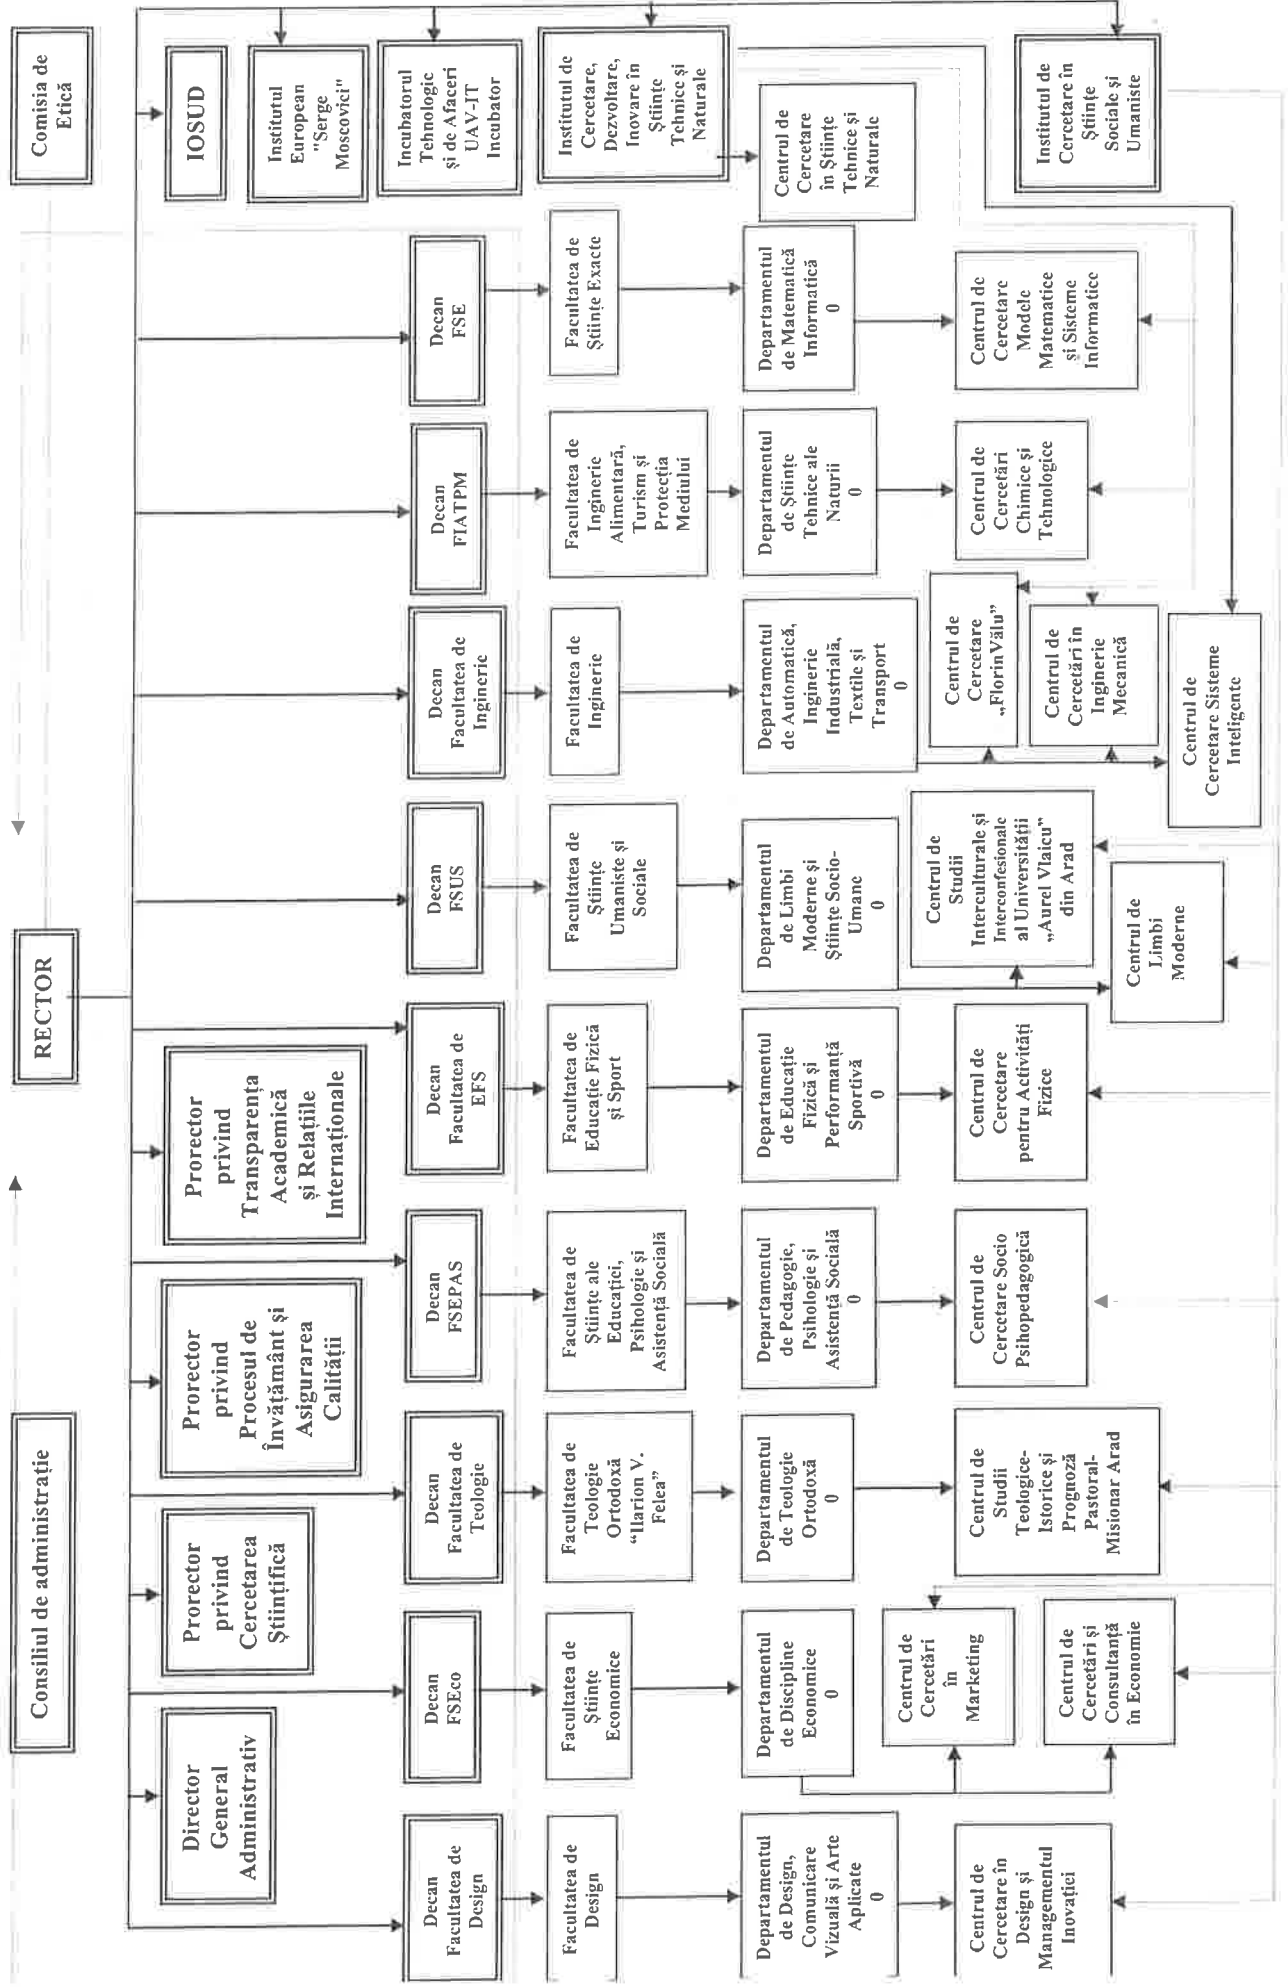 Consiliul de administrație
RECTOR
Comisia de
Etică
Director
General
Administrativ
Prorector
privind
Cercetarea
Științifică
Prorector
privind
Procesul de
Învățământ și
Asigurarea
Calității
Prorector
privind
Transparența
Academică
și Relațiile
Internaționale
IOSUD
Institutul
European
"Serge
Moscovici"
Incubatorul
Tehnologic
și de Afaceri
UAV-IT
Incubator
Institutul de
Cercetare,
Dezvoltare,
Inovare în
Științe
Tehnice și
Naturale
Institutul de
Cercetare în
Științe
Sociale și
Umaniste
Decan
Facultatea de
Design
Decan
FSEco
Decan
Facultatea de
Teologie
Decan
FSEPAS
Decan
Facultatea de
EFS
Decan
FSUS
Decan
Facultatea de
Inginerie
Decan
FIATPM
Decan
FSE
Facultatea de
Design
Facultatea de
Științe
Economice
Facultatea de
Teologie
Ortodoxă
“Ilarion V.
Felea”
Facultatea de
Științe ale
Educației,
Psihologie și
Asistență Socială
Facultatea de
Educație Fizică
și Sport
Facultatea de
Științe
Umaniste și
Sociale
Facultatea de
Inginerie
Facultatea de
Inginerie
Alimentară,
Turism și
Protecția
Mediului
Facultatea de
Științe Exacte
Departamentul
de Design,
Comunicare
Vizuală și Arte
Aplicate
0
Departamentul
de Discipline
Economice
0
Departamentul
de Teologie
Ortodoxă
0
Departamentul
de Pedagogie,
Psihologie și
Asistență Socială
0
Departamentul
de Educație
Fizică și
Performanță
Sportivă
0
Departamentul
de Limbi
Moderne și
Științe Socio-
Umane
0
Departamentul
de Automatică,
Inginerie
Industrială,
Textile și
Transport
0
Departamentul
de Științe
Tehnice ale
Naturii
0
Departamentul
de Matematică
Informatică
0
Centrul de
Cercetare
în Științe
Tehnice și
Naturale
Centrul de
Cercetare în
Design și
Managementul
Inovației
Centrul de
Cercetări
în
Marketing
Centrul de
Cercetări și
Consultanță
în Economie
Centrul de
Studii
Teologice-
Istorice și
Prognoză
Pastoral-
Misionar Arad
Centrul de
Cercetare Socio
Psihopedagogică
Centrul de
Cercetare
pentru Activități
Fizice
Centrul de
Studii
Interculturale și
Interconfesionale
al Universității
„Aurel Vlaicu”
din Arad
Centrul de
Limbi
Moderne
Centrul de
Cercetare
„FlorinVălu”
Centrul de
Cercetări în
Inginerie
Mecanică
Centrul de
Cercetare Sisteme
Inteligente
Centrul de
Cercetări
Chimice și
Tehnologice
Centrul de
Cercetare
Modele
Matematice
și Sisteme
Informatice